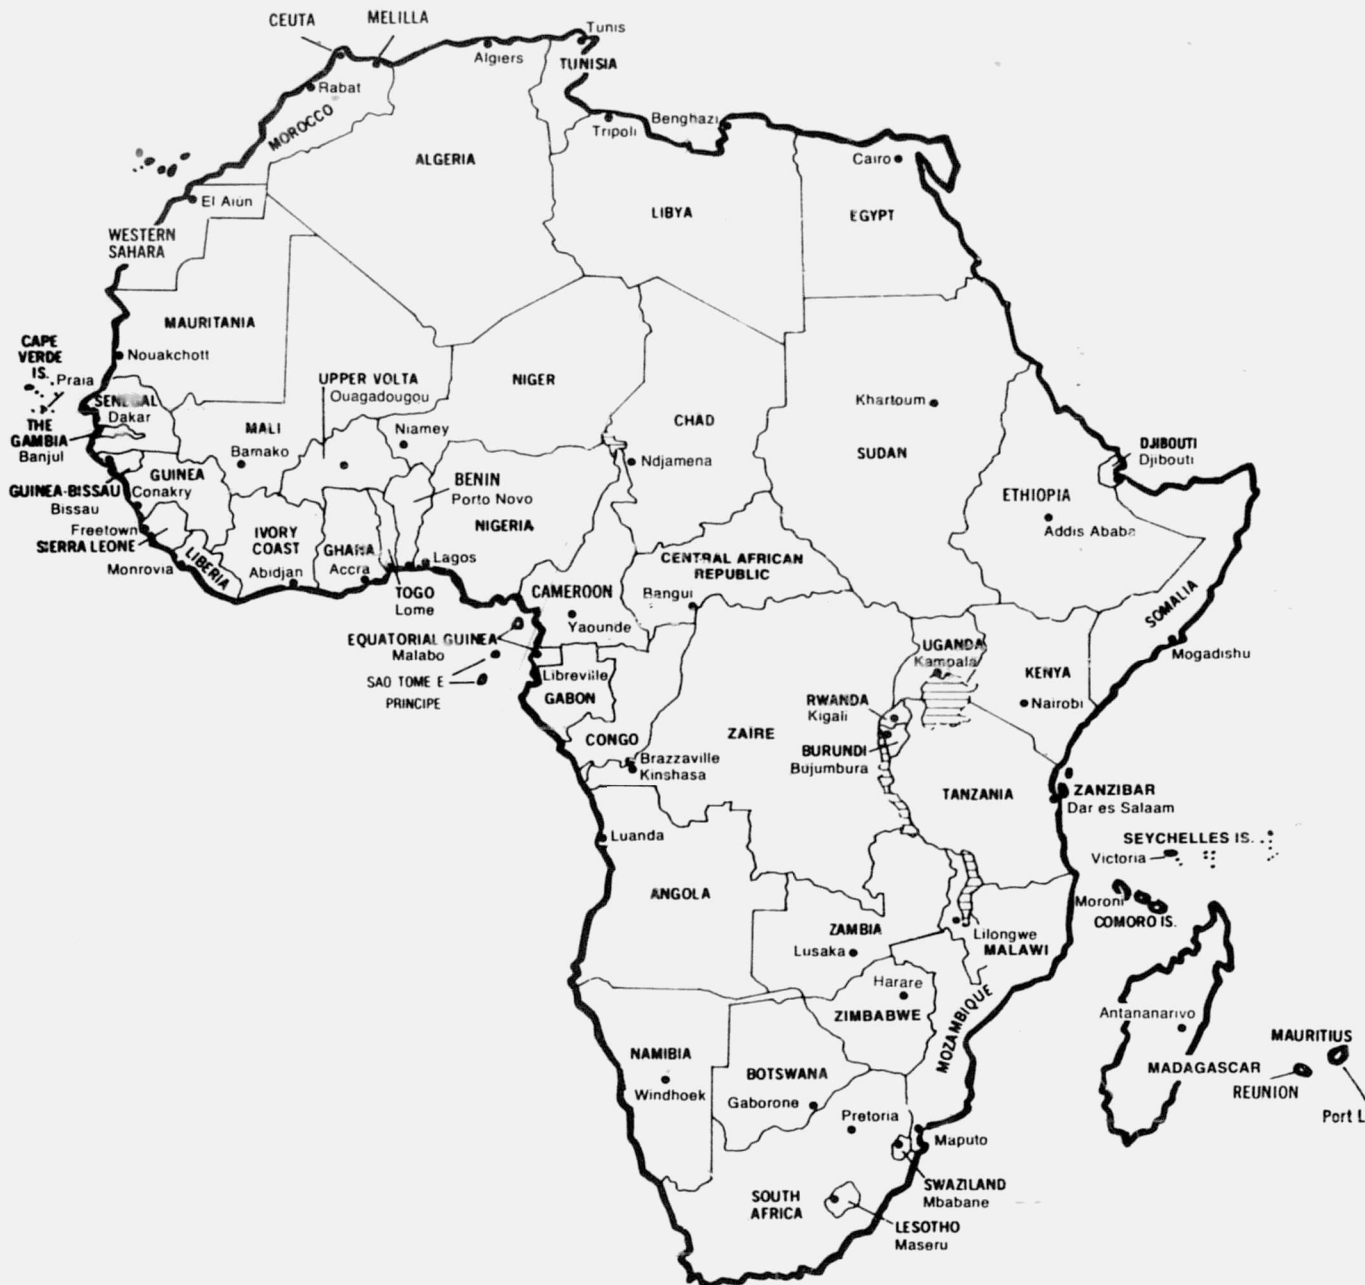 CEUTA
MELILLA
Tunis
Algiers
TUNISIA
Rabat
MOROCCO
Tripoli
Benghazi
Cairo
ALGERIA
LIBYA
EGYPT
El Aiún
WESTERN
SAHARA
MAURITANIA
Nouakchott
CAPE
VERDE
IS.
Praia
UPPER VOLTA
Ouagadougou
NIGER
CHAD
Khartoum
SUDAN
SENEGAL
Dakar
THE
GAMBIA
Banjul
MALI
Bamako
Niamey
Ndjamena
DJIBOUTI
Djibouti
GUINEA
Conakry
GUINEA-BISSAU
Bissau
BENIN
Porto Novo
NIGERIA
ETHIOPIA
Addis Ababa
Freetown
SIERRA LEONE
IVORY
COAST
Abidjan
GHANA
Accra
Lagos
Monrovia
LIBERIA
TOGO
Lome
CAMEROON
Yaounde
CENTRAL AFRICAN
REPUBLIC
Bangui
SOMALIA
Mogadishu
EQUATORIAL GUINEA
Malabo
UGANDA
Kampala
KENYA
Nairobi
SAO TOME E
PRINCIPE
Libreville
GABON
RWANDA
Kigali
CONGO
ZAIRE
BURUNDI
Bujumbura
Brazzaville
Kinshasa
TANZANIA
ZANZIBAR
Dar es Salaam
Luanda
SEYCHELLES IS.
Victoria
ANGOLA
Moroni
COMORO IS.
ZAMBIA
Lusaka
Lilongwe
MALAWI
Harare
ZIMBABWE
MOZAMBIQUE
Antananarivo
MADAGASCAR
MAURITIUS
REUNION
Port L
NAMIBIA
Windhoek
BOTSWANA
Gaborone
Pretoria
Maputo
SWAZILAND
Mbabane
SOUTH
AFRICA
LESOTHO
Maseru